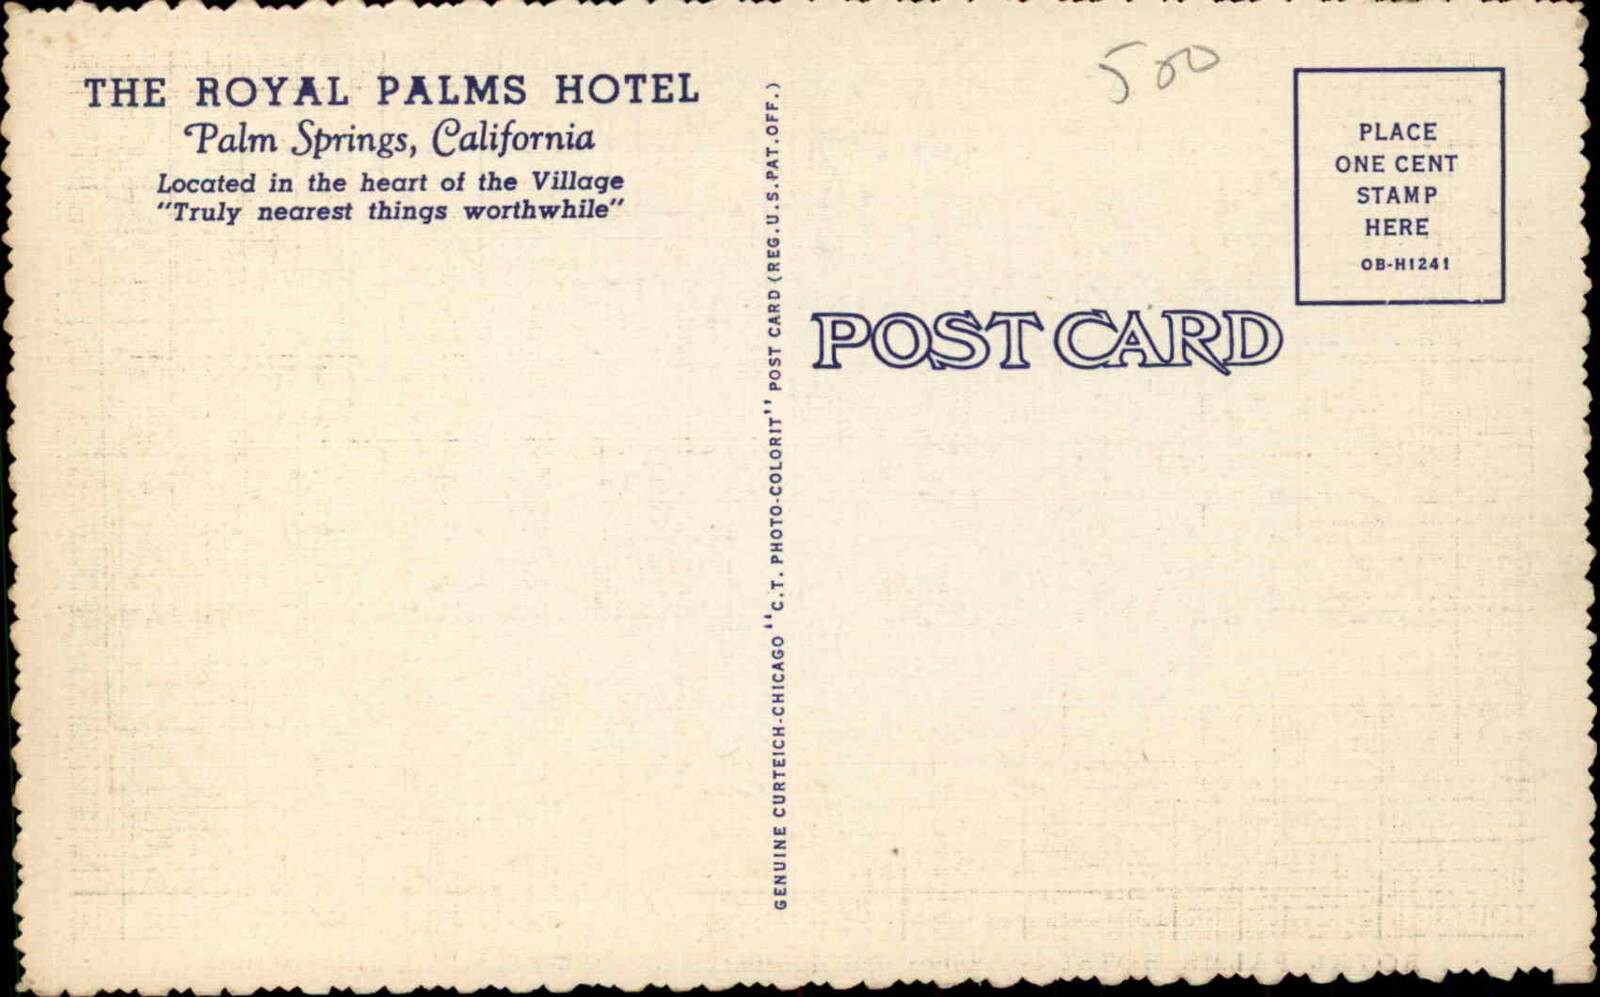 THE ROYAL PALMS HOTEL
Palm Springs, California
Located in the heart of the Village
"Truly nearest things worthwhile"
GENUINE CURTEICH-CHICAGO "C.T. PHOTO-COLORIT" POST CARD (REG.U.S.PAT.OFF.)
500
PLACE
ONE CENT
STAMP
HERE
OB-H1241
POST CARD